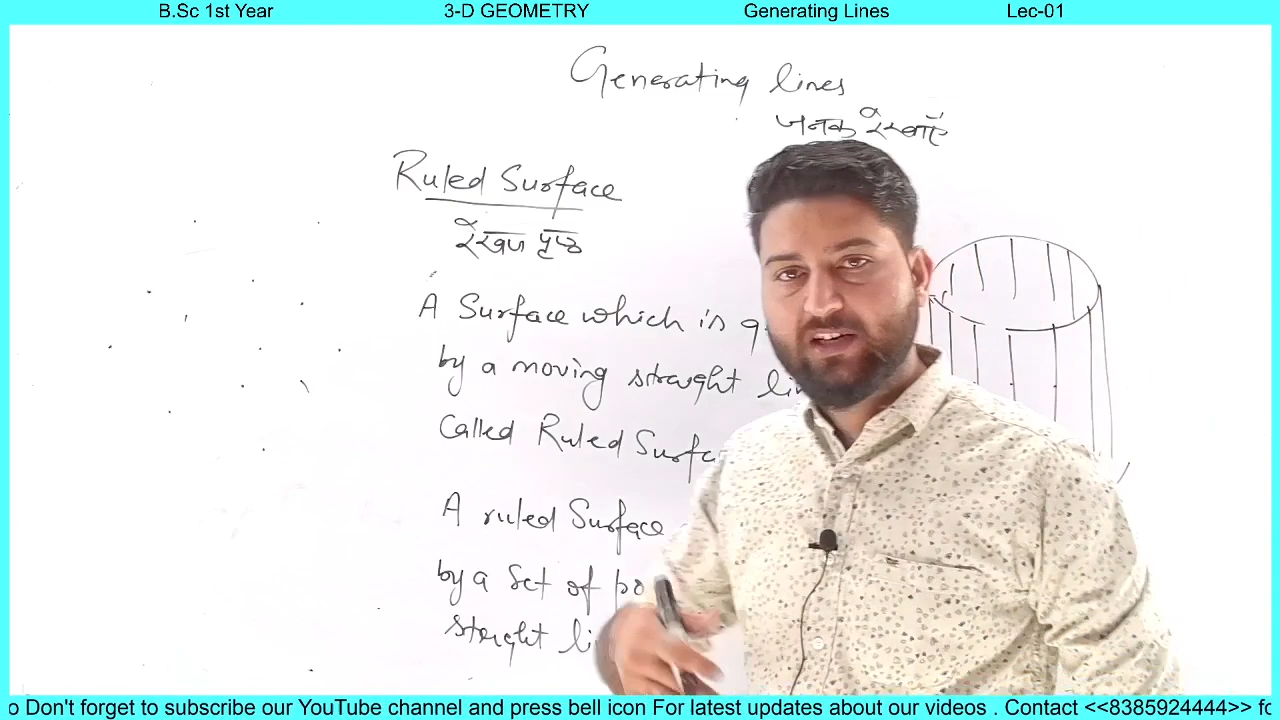 B.Sc 1st Year 3-D GEOMETRY Generating Lines Lec-01
Generating lines
जनक रेखाएँ
Ruled Surface
रेखज पृष्ठ
A Surface which is
by a moving straight
Called Ruled
A ruled Surface
by a Set of
o Don't forget to subscribe our YouTube channel and press bell icon For latest updates about our videos . Contact <<8385924444>> fo